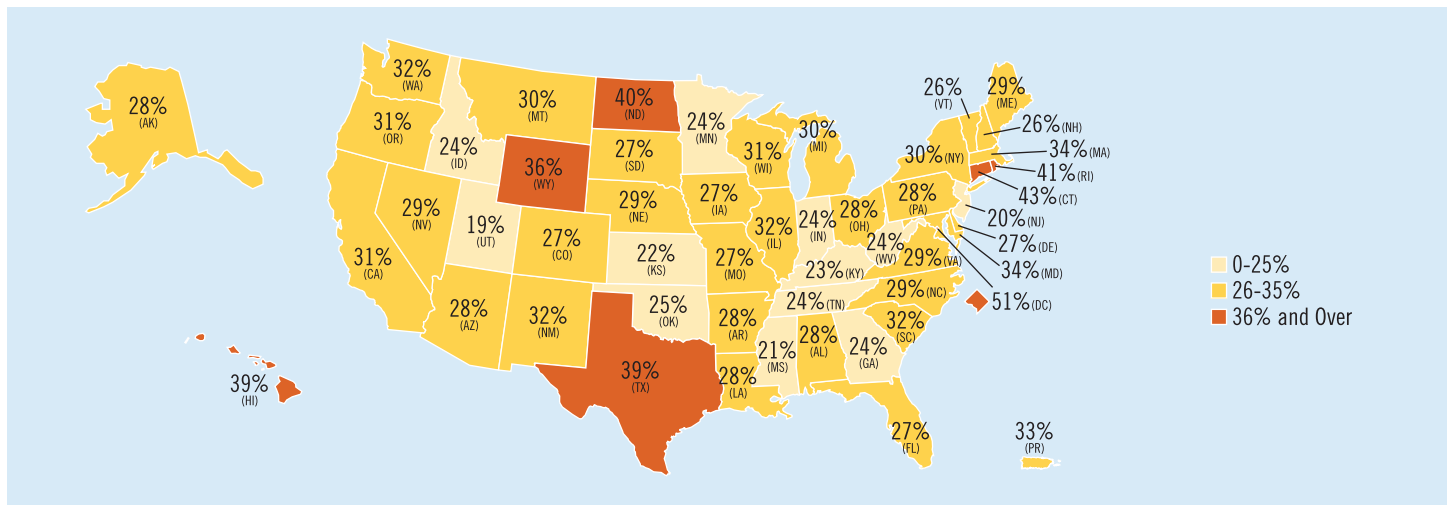 28%
(AK)
32%
(WA)
31%
(OR)
24%
(ID)
30%
(MT)
40%
(ND)
24%
(MN)
27%
(SD)
36%
(WY)
31%
(WI)
30%
(MI)
26%
(VT)
29%
(ME)
26% (NH)
34% (MA)
41% (RI)
43% (CT)
20% (NJ)
27% (DE)
34% (MD)
51% (DC)
30% (NY)
28%
(PA)
29%
(NV)
19%
(UT)
27%
(CO)
29%
(NE)
27%
(IA)
32%
(IL)
24%
(IN)
28%
(OH)
24%
(WV)
29% (VA)
31%
(CA)
22%
(KS)
27%
(MO)
23% (KY)
28%
(AZ)
32%
(NM)
25%
(OK)
28%
(AR)
24% (TN)
29% (NC)
32%
(SC)
39%
(TX)
28%
(LA)
21%
(MS)
28%
(AL)
24%
(GA)
27%
(FL)
39%
(HI)
33%
(PR)
0-25%
26-35%
36% and Over